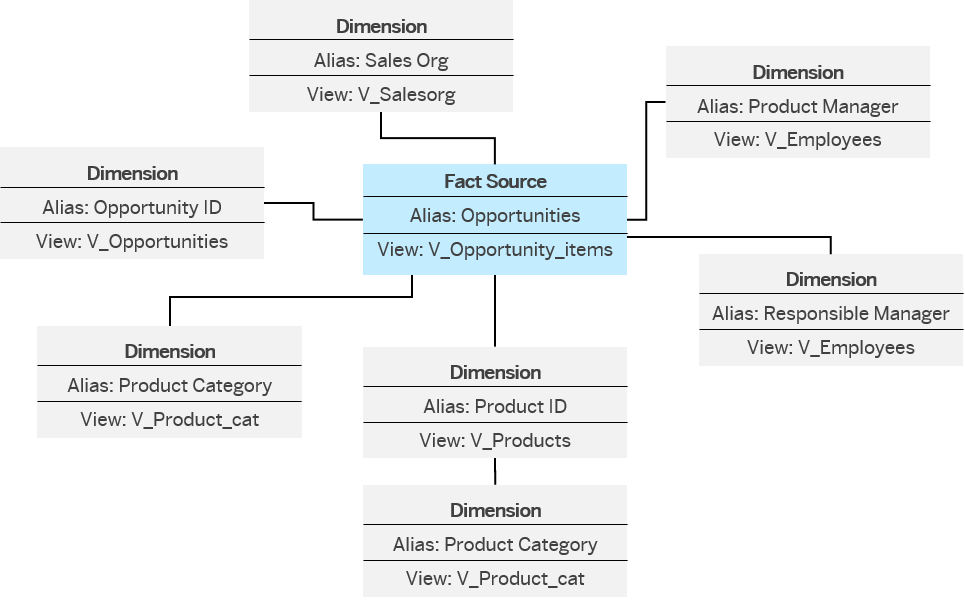 Dimension
Alias: Sales Org
View: V_Salesorg
Dimension
Alias: Product Manager
View: V_Employees
Dimension
Alias: Opportunity ID
View: V_Opportunities
Fact Source
Alias: Opportunities
View: V_Opportunity_items
Dimension
Alias: Responsible Manager
View: V_Employees
Dimension
Alias: Product Category
View: V_Product_cat
Dimension
Alias: Product ID
View: V_Products
Dimension
Alias: Product Category
View: V_Product_cat